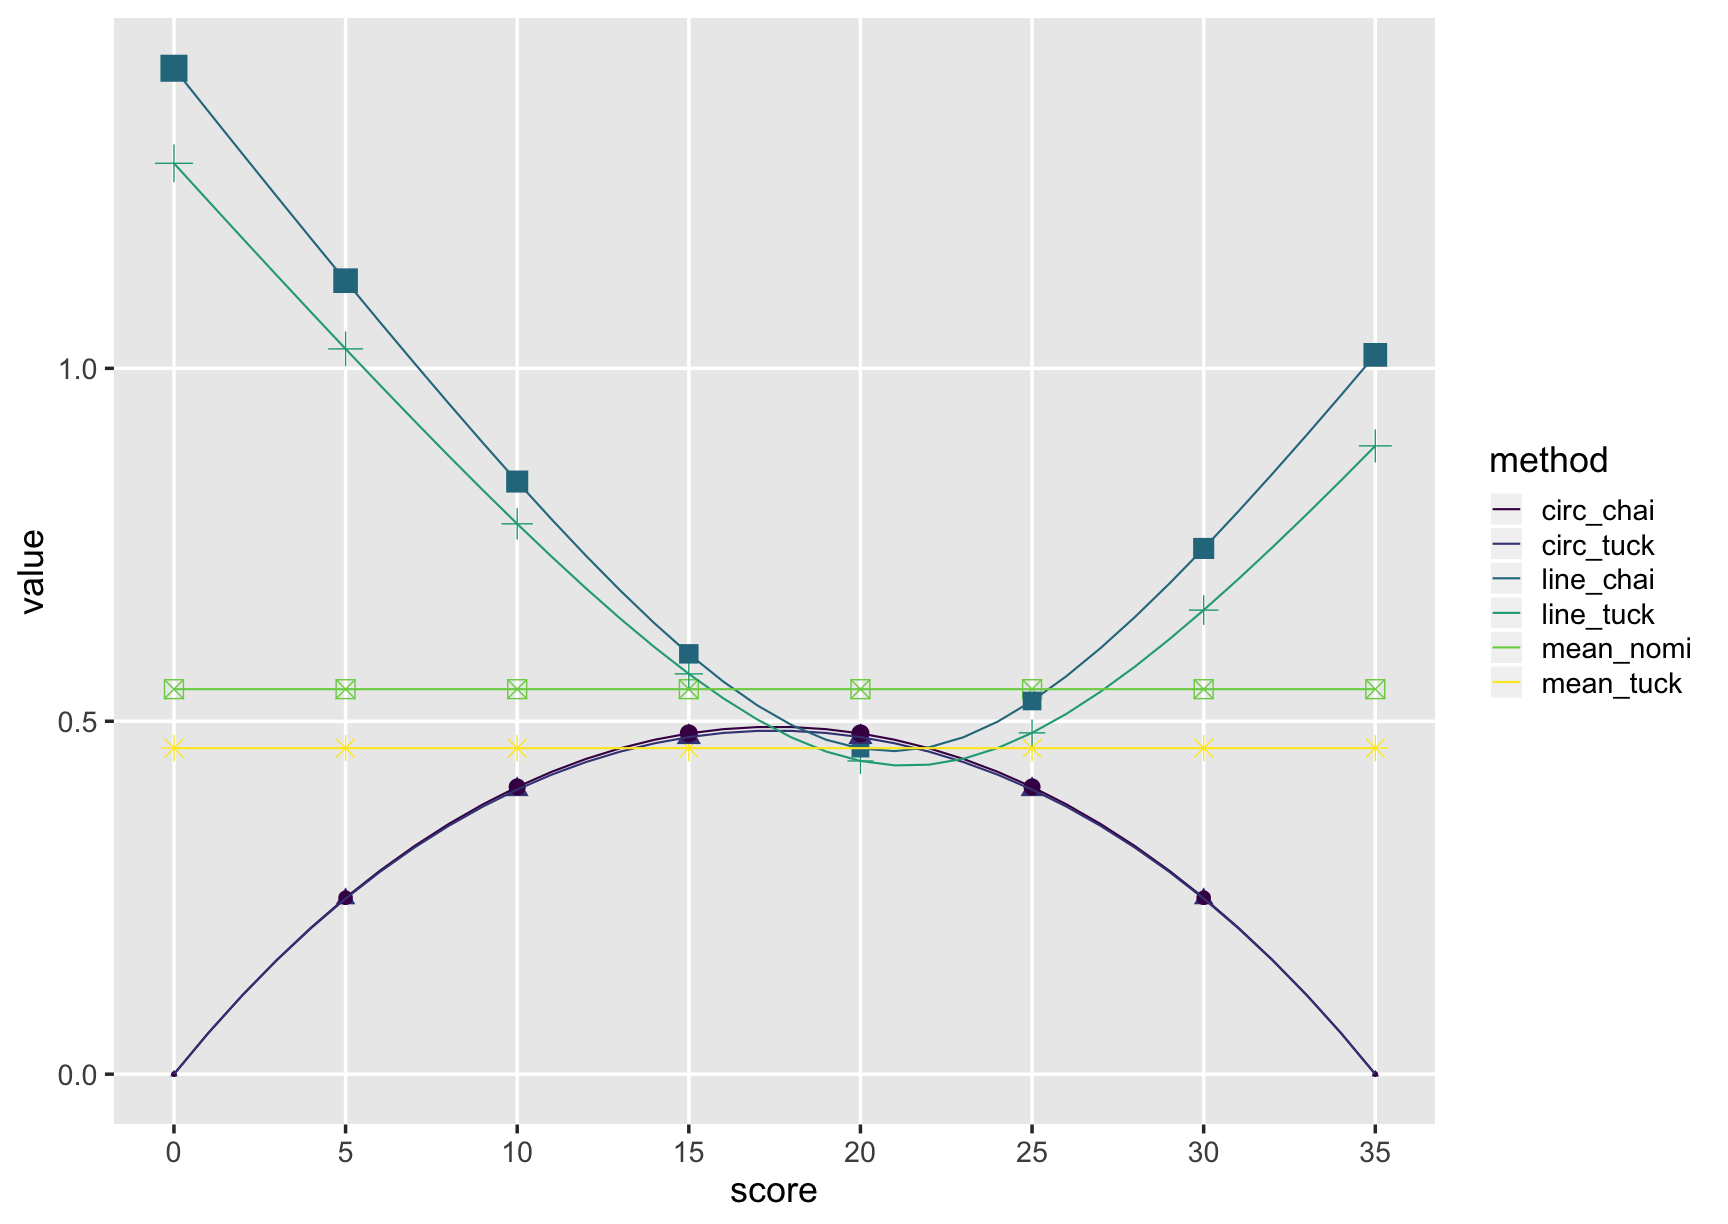 value
1.0
0.5
0.0
0 5 10 15 20 25 30 35
score
method
circ_chai
circ_tuck
line_chai
line_tuck
mean_nomi
mean_tuck